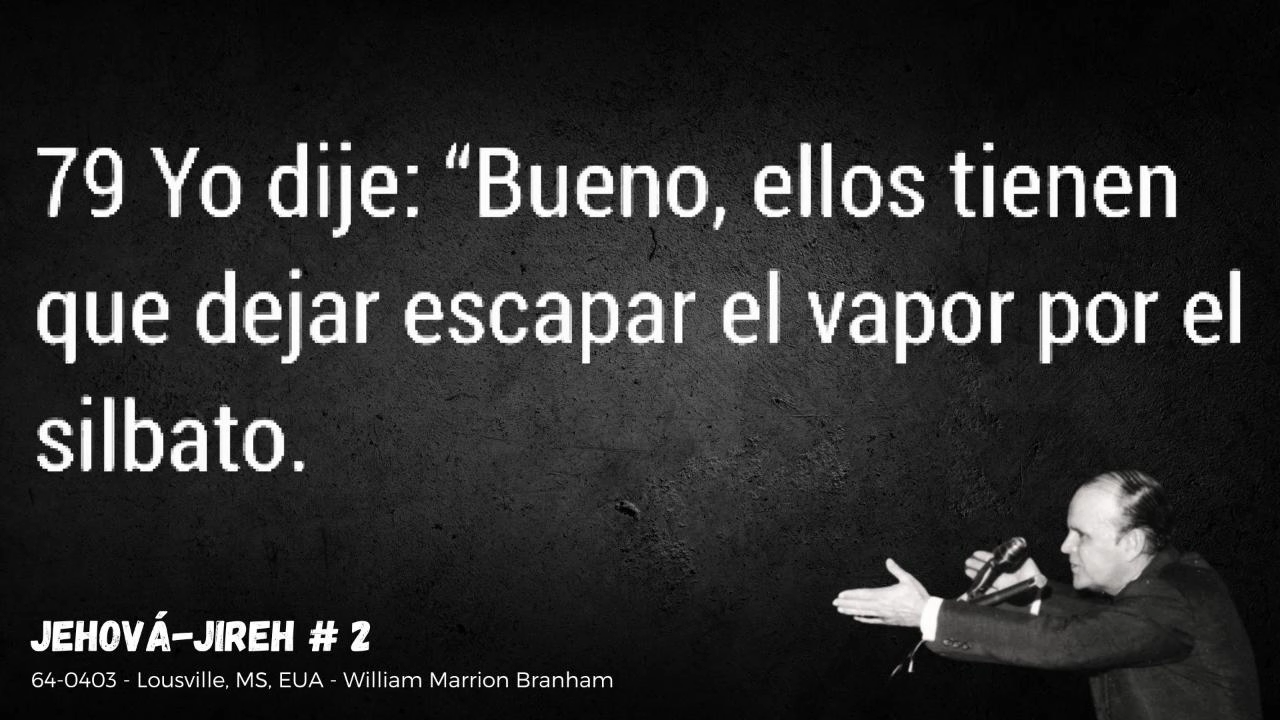 79 Yo dije: “Bueno, ellos tienen
que dejar escapar el vapor por el
silbato.
JEHOVÁ-JIREH # 2
64-0403 - Lousville, MS, EUA - William Marrion Branham